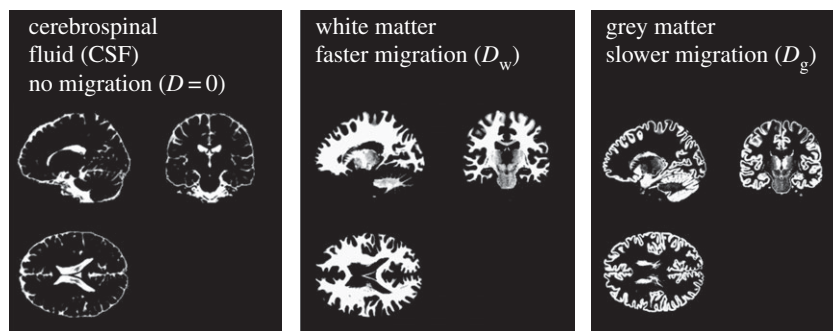 cerebrospinal
fluid (CSF)
no migration (D = 0)
white matter
faster migration (Dw)
grey matter
slower migration (Dg)